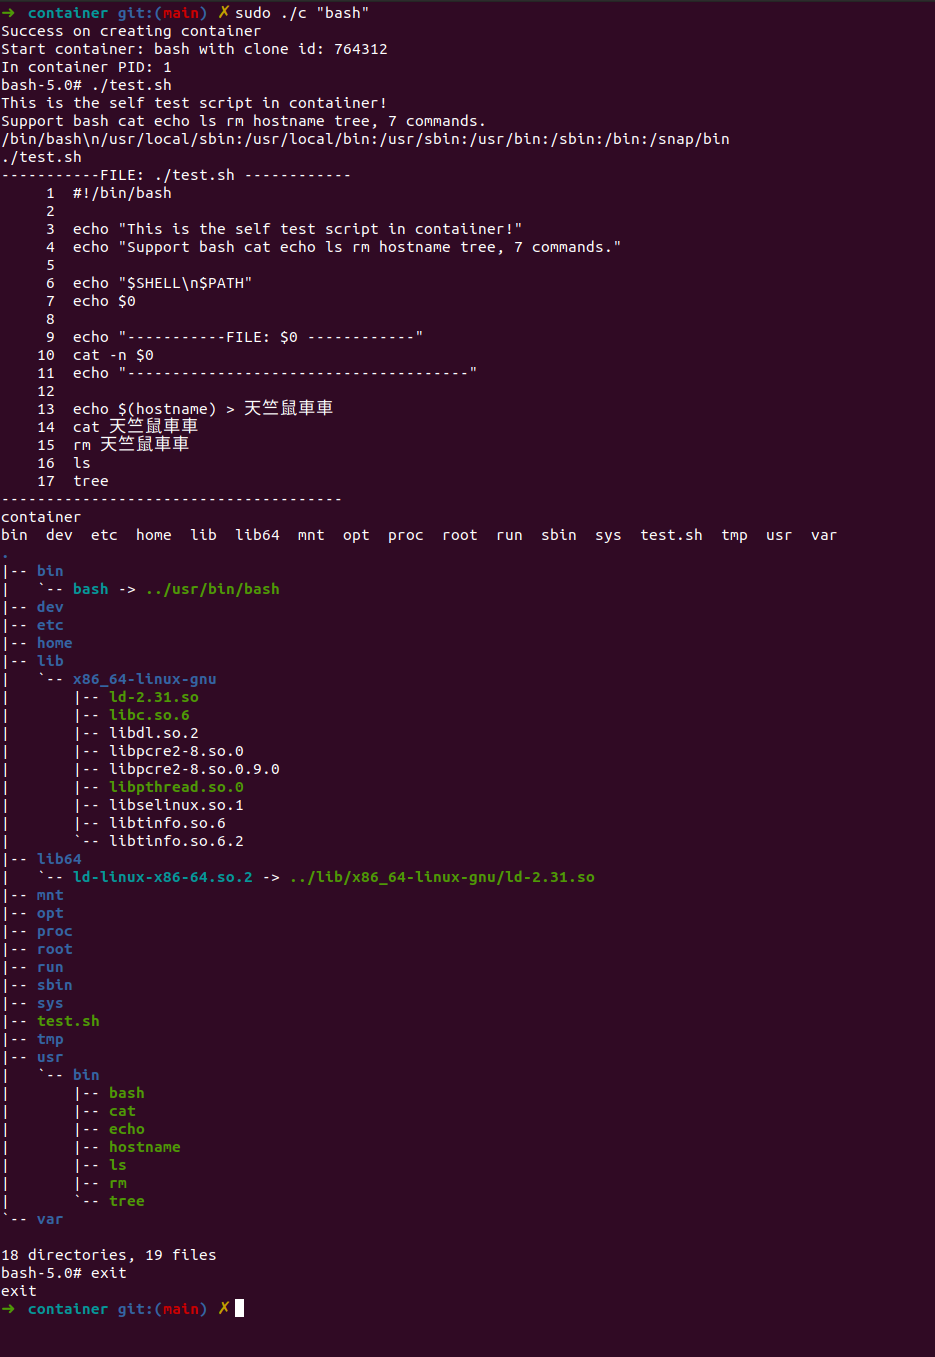 ➜  container git:(main) ✗ sudo ./c "bash"
Success on creating container
Start container: bash with clone id: 764312
In container PID: 1
bash-5.0# ./test.sh
This is the self test script in contaiiner!
Support bash cat echo ls rm hostname tree, 7 commands.
/bin/bash\n/usr/local/sbin:/usr/local/bin:/usr/sbin:/usr/bin:/sbin:/bin:/snap/bin
./test.sh
-----------FILE: ./test.sh ------------
     1  #!/bin/bash
     2
     3  echo "This is the self test script in contaiiner!"
     4  echo "Support bash cat echo ls rm hostname tree, 7 commands."
     5
     6  echo "$SHELL\n$PATH"
     7  echo $0
     8
     9  echo "-----------FILE: $0 ------------"
    10  cat -n $0
    11  echo "--------------------------------------"
    12
    13  echo $(hostname) > 天竺鼠車車
    14  cat 天竺鼠車車
    15  rm 天竺鼠車車
    16  ls
    17  tree
--------------------------------------
container
bin  dev  etc  home  lib  lib64  mnt  opt  proc  root  run  sbin  sys  test.sh  tmp  usr  var
.
|-- bin
|   `-- bash -> ../usr/bin/bash
|-- dev
|-- etc
|-- home
|-- lib
|   `-- x86_64-linux-gnu
|       |-- ld-2.31.so
|       |-- libc.so.6
|       |-- libdl.so.2
|       |-- libpcre2-8.so.0
|       |-- libpcre2-8.so.0.9.0
|       |-- libpthread.so.0
|       |-- libselinux.so.1
|       |-- libtinfo.so.6
|       `-- libtinfo.so.6.2
|-- lib64
|   `-- ld-linux-x86-64.so.2 -> ../lib/x86_64-linux-gnu/ld-2.31.so
|-- mnt
|-- opt
|-- proc
|-- root
|-- run
|-- sbin
|-- sys
|-- test.sh
|-- tmp
|-- usr
|   `-- bin
|       |-- bash
|       |-- cat
|       |-- echo
|       |-- hostname
|       |-- ls
|       |-- rm
|       `-- tree
`-- var

18 directories, 19 files
bash-5.0# exit
exit
➜  container git:(main) ✗